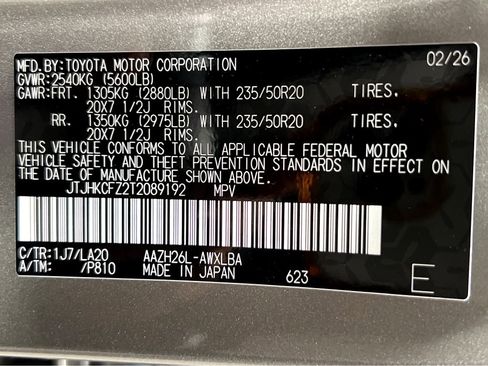 MFD.BY:TOYOTA MOTOR CORPORATION 02/26
GVWR:2540KG (5600LB)
GAWR:FRT. 1305KG (2880LB) WITH 235/50R20 TIRES.
20X7 1/2J RIMS.
RR. 1350KG (2975LB) WITH 235/50R20 TIRES.
20X7 1/2J RIMS.
THIS VEHICLE CONFORMS TO ALL APPLICABLE FEDERAL MOTOR
VEHICLE SAFETY AND THEFT PREVENTION STANDARDS IN EFFECT ON
THE DATE OF MANUFACTURE SHOWN ABOVE.
JTJHKCFZ2T2089192 MPV
C/TR:1J7/LA20 AAZH26L-AWXLBA
A/TM: /P810 MADE IN JAPAN 623 E